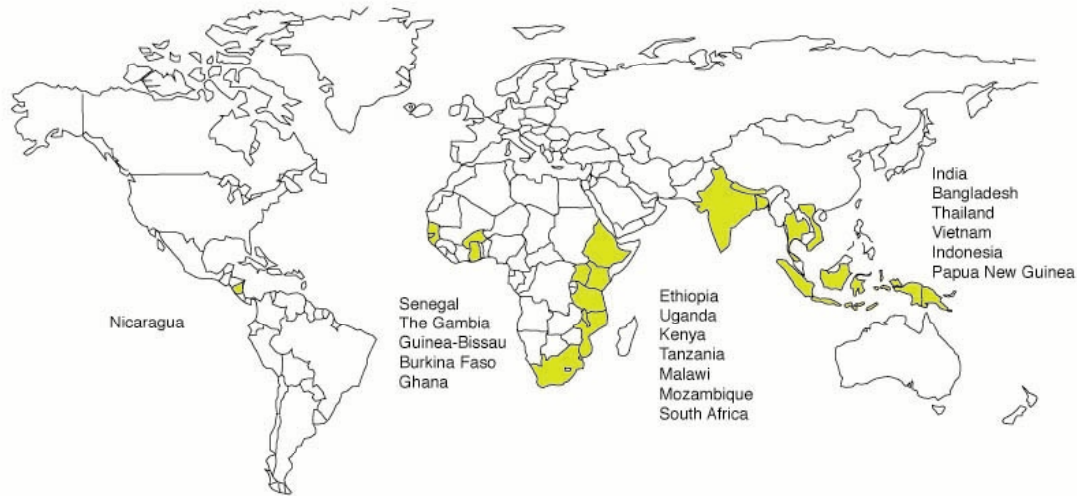 Nicaragua
Senegal
The Gambia
Guinea-Bissau
Burkina Faso
Ghana
Ethiopia
Uganda
Kenya
Tanzania
Malawi
Mozambique
South Africa
India
Bangladesh
Thailand
Vietnam
Indonesia
Papua New Guinea